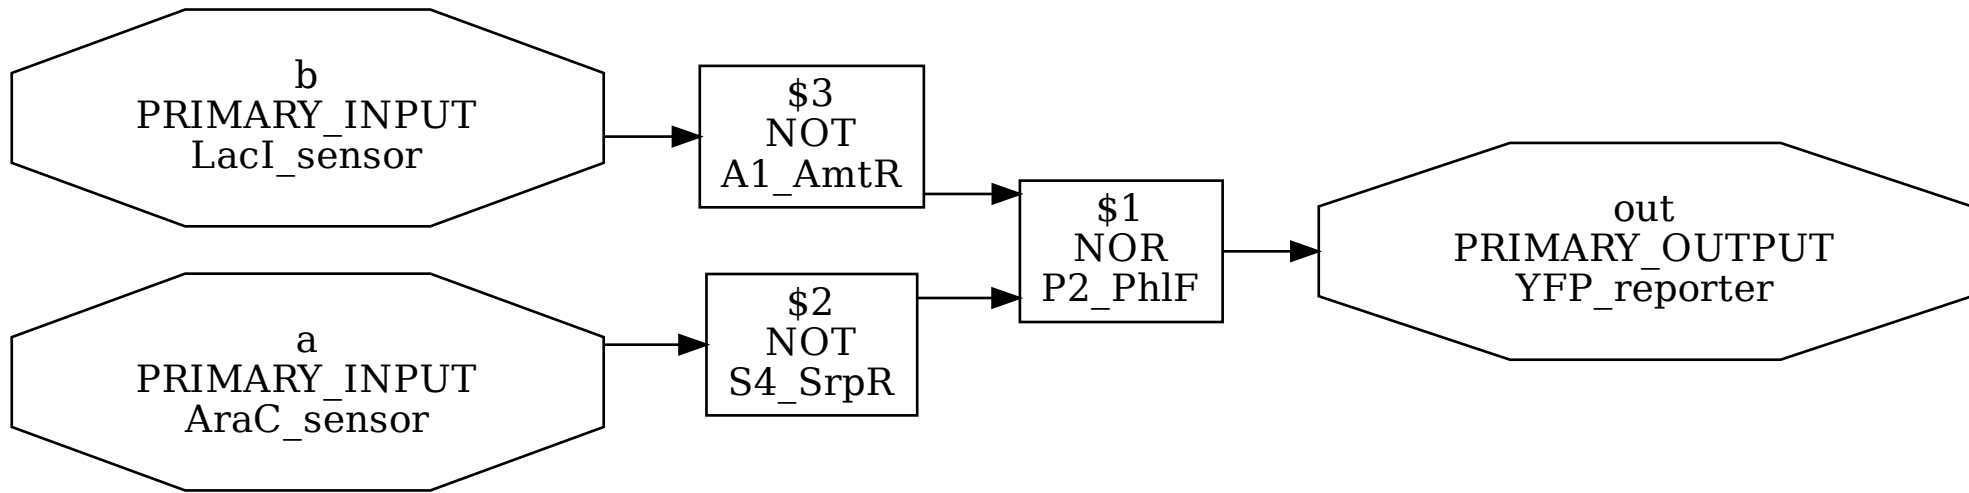 b
PRIMARY_INPUT
LacI_sensor
$3
NOT
A1_AmtR
a
PRIMARY_INPUT
AraC_sensor
$2
NOT
S4_SrpR
$1
NOR
P2_PhlF
out
PRIMARY_OUTPUT
YFP_reporter